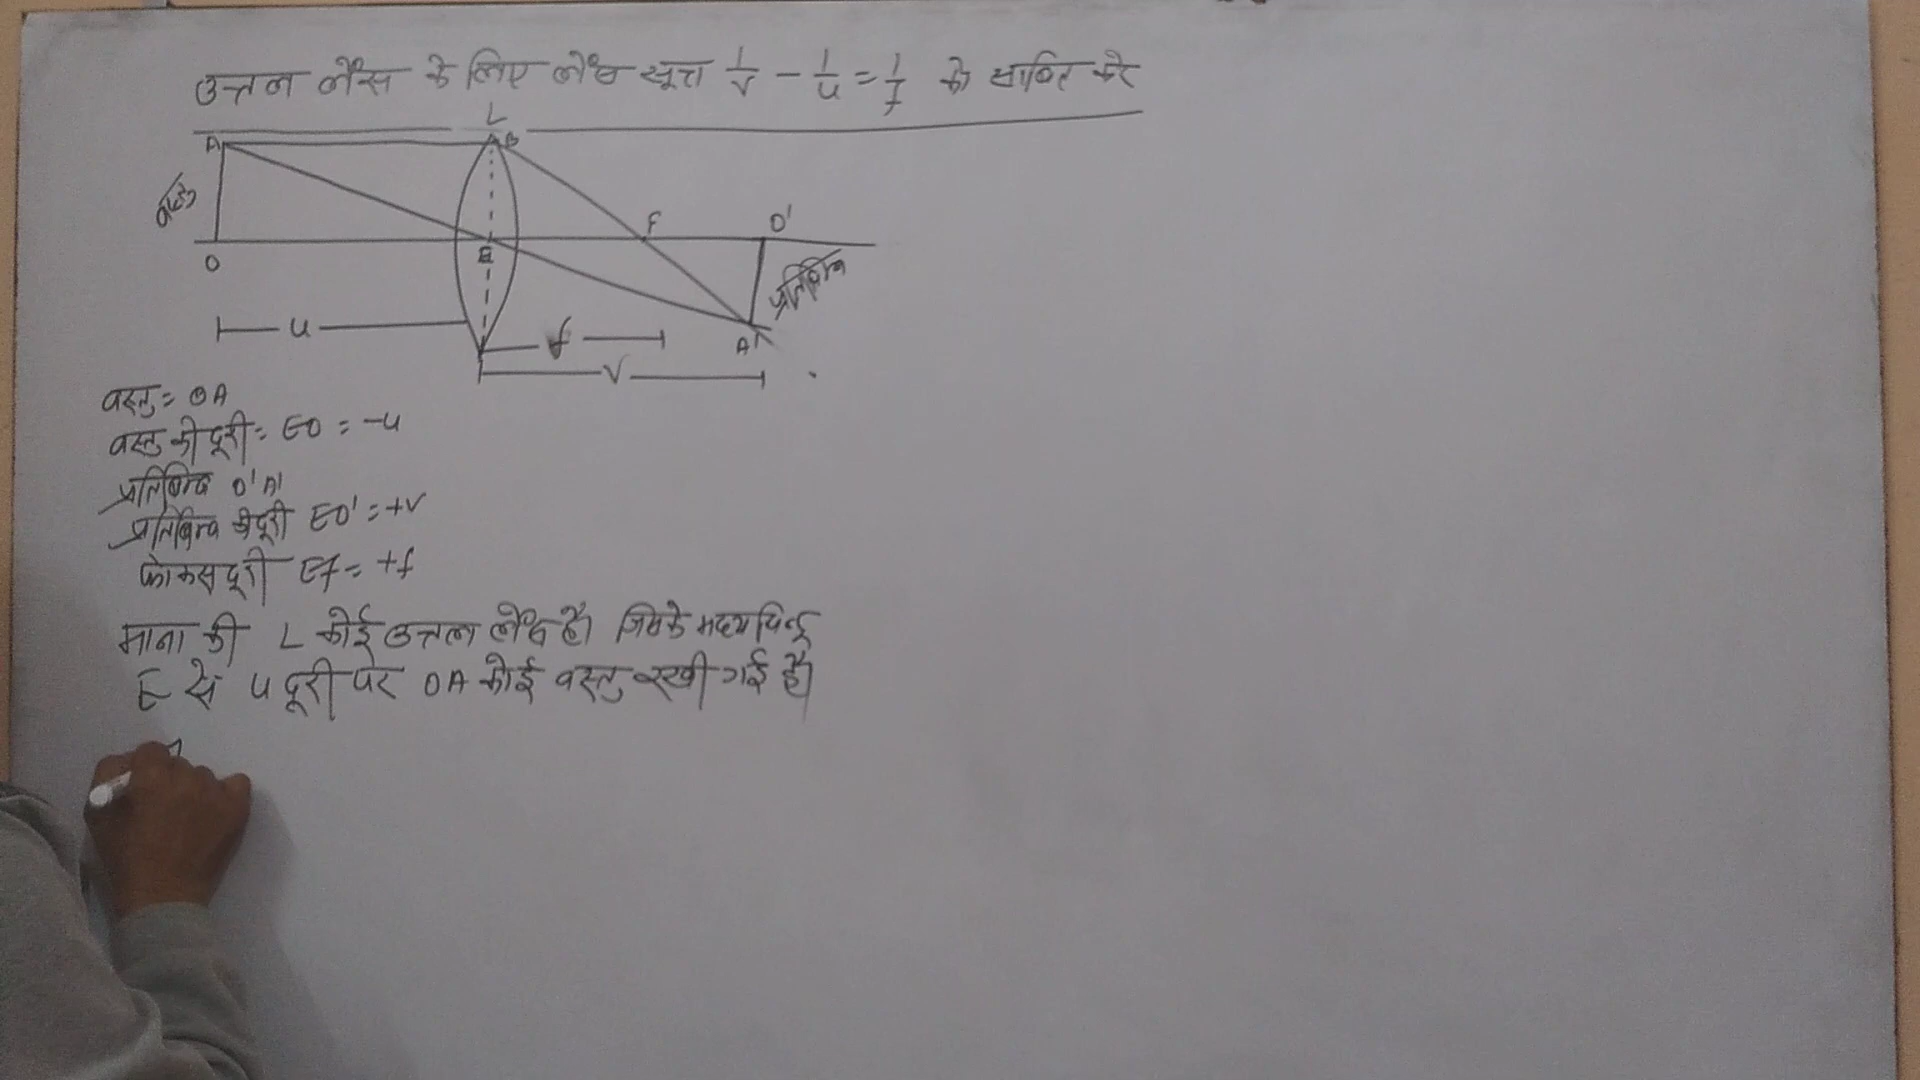 उत्तल लेंस के लिए लेंस सूत्र 1/v - 1/u = 1/f को साबित करे
L
A B
वस्तु
F O'
O E
प्रतिबिम्ब
u f A'
v
वस्तु = OA
वस्तु की दूरी = EO = -u
प्रतिबिम्ब O'A'
प्रतिबिम्ब की दूरी EO' = +v
फोकस दूरी Ef = +f
माना की L कोई उत्तल लेंस है। जिसके मध्य बिन्दु
E से u दूरी पर OA कोई वस्तु रखी गई है।